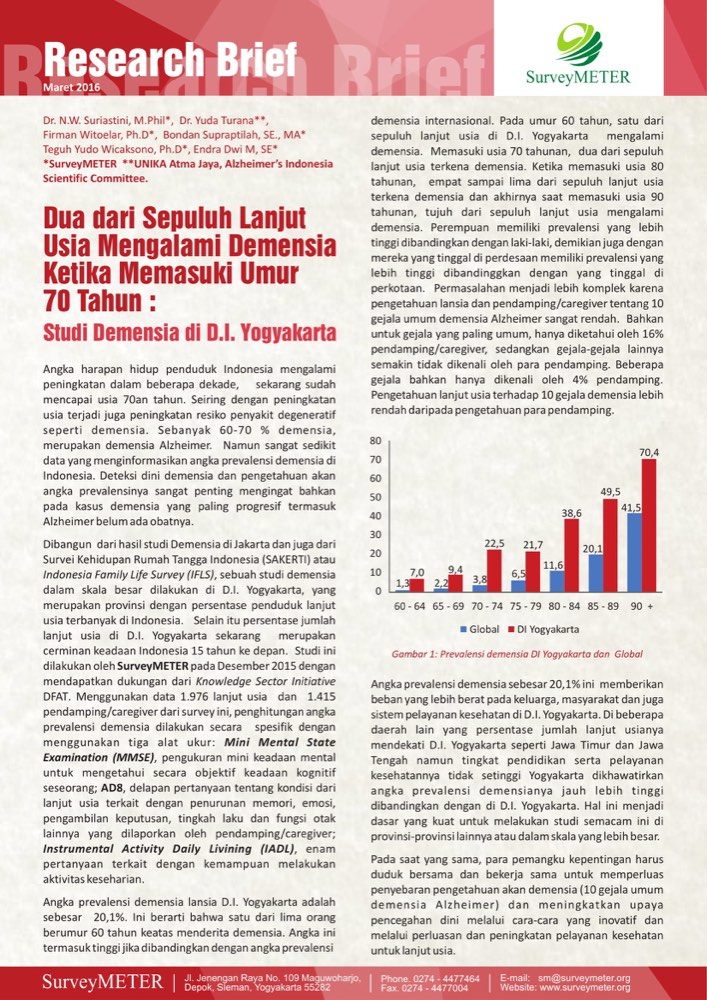 Research Brief
Maret 2016
SurveyMETER
Dr. N.W. Suriastini, M.Phil*, Dr. Yuda Turana**,
Firman Witoelar, Ph.D*, Bondan Supraptilah, SE., MA*
Teguh Yudo Wicaksono, Ph.D*, Endra Dwi M, SE*
*SurveyMETER **UNIKA Atma Jaya, Alzheimer's Indonesia
Scientific Committee.
Dua dari Sepuluh Lanjut
Usia Mengalami Demensia
Ketika Memasuki Umur
70 Tahun :
Studi Demensia di D.I. Yogyakarta
Angka harapan hidup penduduk Indonesia mengalami
peningkatan dalam beberapa dekade, sekarang sudah
mencapai usia 70an tahun. Seiring dengan peningkatan
usia terjadi juga peningkatan resiko penyakit degeneratif
seperti demensia. Sebanyak 60-70 % demensia,
merupakan demensia Alzheimer. Namun sangat sedikit
data yang menginformasikan angka prevalensi demensia di
Indonesia. Deteksi dini demensia dan pengetahuan akan
angka prevalensinya sangat penting mengingat bahkan
pada kasus demensia yang paling progresif termasuk
Alzheimer belum ada obatnya.
Dibangun dari hasil studi Demensia di Jakarta dan juga dari
Survei Kehidupan Rumah Tangga Indonesia (SAKERTI) atau
Indonesia Family Life Survey (IFLS), sebuah studi demensia
dalam skala besar dilakukan di D.I. Yogyakarta, yang
merupakan provinsi dengan persentase penduduk lanjut
usia terbanyak di Indonesia. Selain itu persentase jumlah
lanjut usia di D.I. Yogyakarta sekarang merupakan
cerminan keadaan Indonesia 15 tahun ke depan. Studi ini
dilakukan oleh SurveyMETER pada Desember 2015 dengan
mendapatkan dukungan dari Knowledge Sector Initiative
DFAT. Menggunakan data 1.976 lanjut usia dan 1.415
pendamping/caregiver dari survey ini, penghitungan angka
prevalensi demensia dilakukan secara spesifik dengan
menggunakan tiga alat ukur: Mini Mental State
Examination (MMSE), pengukuran mini keadaan mental
untuk mengetahui secara objektif keadaan kognitif
seseorang; AD8, delapan pertanyaan tentang kondisi dari
lanjut usia terkait dengan penurunan memori, emosi,
pengambilan keputusan, tingkah laku dan fungsi otak
lainnya yang dilaporkan oleh pendamping/caregiver;
Instrumental Activity Daily Livining (IADL), enam
pertanyaan terkait dengan kemampuan melakukan
aktivitas keseharian.
Angka prevalensi demensia lansia D.I. Yogyakarta adalah
sebesar 20,1%. Ini berarti bahwa satu dari lima orang
berumur 60 tahun keatas menderita demensia. Angka ini
termasuk tinggi jika dibandingkan dengan angka prevalensi
demensia internasional. Pada umur 60 tahun, satu dari
sepuluh lanjut usia di D.I. Yogyakarta mengalami
demensia. Memasuki usia 70 tahunan, dua dari sepuluh
lanjut usia terkena demensia. Ketika memasuki usia 80
tahunan, empat sampai lima dari sepuluh lanjut usia
terkena demensia dan akhirnya saat memasuki usia 90
tahunan, tujuh dari sepuluh lanjut usia mengalami
demensia. Perempuan memiliki prevalensi yang lebih
tinggi dibandingkan dengan laki-laki, demikian juga dengan
mereka yang tinggal di perdesaan memiliki prevalensi yang
lebih tinggi dibandinggkan dengan yang tinggal di
perkotaan. Permasalahan menjadi lebih komplek karena
pengetahuan lansia dan pendamping/caregiver tentang 10
gejala umum demensia Alzheimer sangat rendah. Bahkan
untuk gejala yang paling umum, hanya diketahui oleh 16%
pendamping/caregiver, sedangkan gejala-gejala lainnya
semakin tidak dikenali oleh para pendamping. Beberapa
gejala bahkan hanya dikenali oleh 4% pendamping.
Pengetahuan lanjut usia terhadap 10 gejala demensia lebih
rendah daripada pengetahuan para pendamping.
80
70
60
50
40
30
20
10
0
1,3 7,0 2,2 9,4 3,8 22,5 6,5 21,7 11,6 38,6 20,1 49,5 41,5 70,4
60 - 64 65 - 69 70 - 74 75 - 79 80 - 84 85 - 89 90 +
Global DI Yogyakarta
Gambar 1: Prevalensi demensia DI Yogyakarta dan Global
Angka prevalensi demensia sebesar 20,1% ini memberikan
beban yang lebih berat pada keluarga, masyarakat dan juga
sistem pelayanan kesehatan di D.I. Yogyakarta. Di beberapa
daerah lain yang persentase jumlah lanjut usianya
mendekati D.I. Yogyakarta seperti Jawa Timur dan Jawa
Tengah namun tingkat pendidikan serta pelayanan
kesehatannya tidak setinggi Yogyakarta dikhawatirkan
angka prevalensi demensianya jauh lebih tinggi
dibandingkan dengan di D.I. Yogyakarta. Hal ini menjadi
dasar yang kuat untuk melakukan studi semacam ini di
provinsi-provinsi lainnya atau dalam skala yang lebih besar.
Pada saat yang sama, para pemangku kepentingan harus
duduk bersama dan bekerja sama untuk memperluas
penyebaran pengetahuan akan demensia (10 gejala umum
demensia Alzheimer) dan meningkatkan upaya
pencegahan dini melalui cara-cara yang inovatif dan
melalui perluasan dan peningkatan pelayanan kesehatan
untuk lanjut usia.
SurveyMETER
Jl. Jenengan Raya No. 109 Maguwoharjo,
Depok, Sleman, Yogyakarta 55282
Phone. 0274 - 4477464
Fax. 0274 - 4477004
E-mail: sm@surveymeter.org
Website: www.surveymeter.org